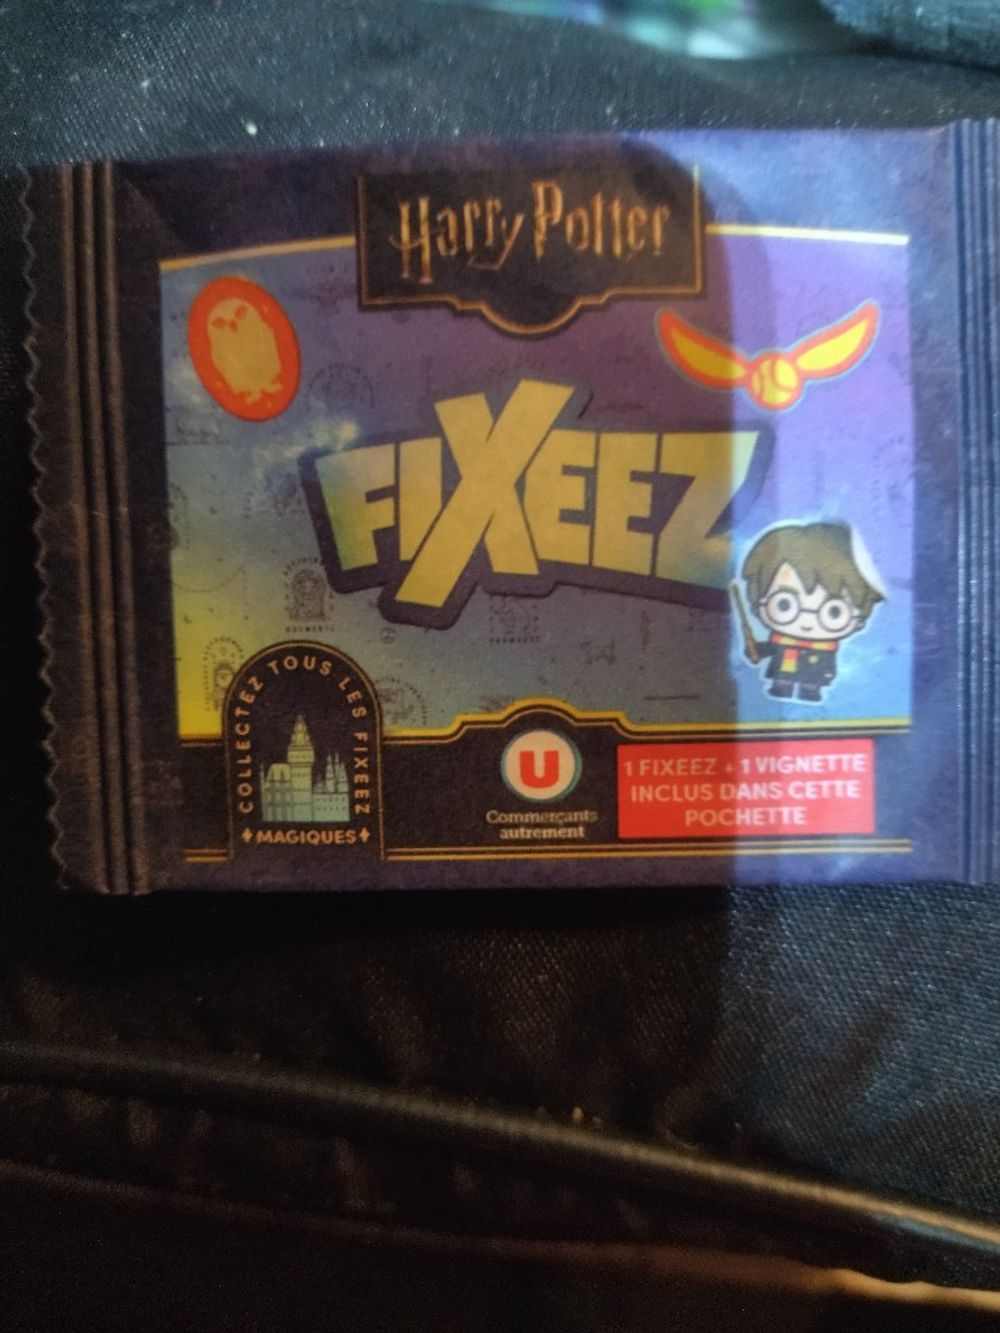 Harry Potter
FIXEEZ
COLLECTEZ TOUS LES FIXEEZ
MAGIQUES
U
Commerçants
autrement
1 FIXEEZ + 1 VIGNETTE
INCLUS DANS CETTE
POCHETTE